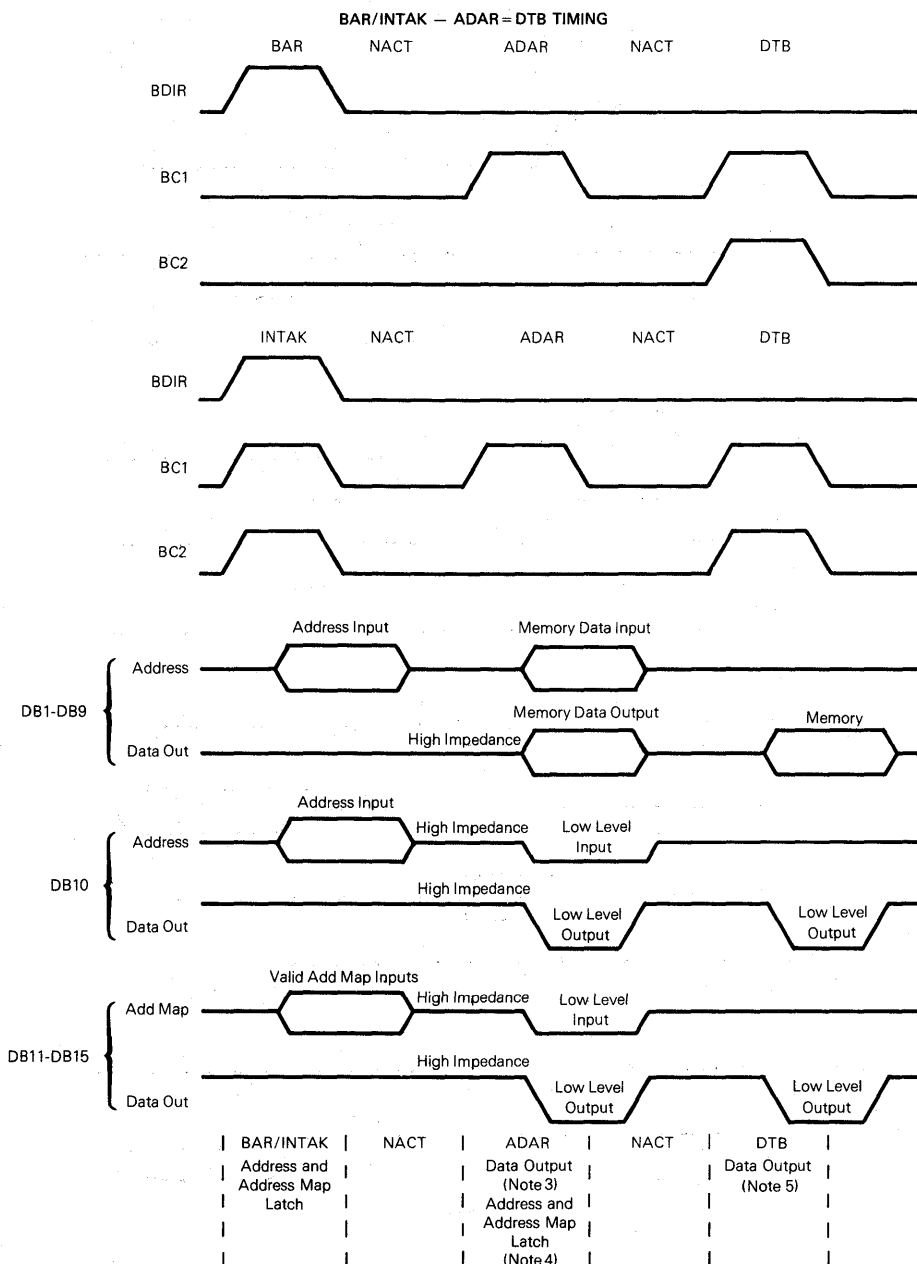 BAR/INTAK — ADAR=DTB TIMING
BAR NACT ADAR NACT DTB
BDIR
BC1
BC2
INTAK NACT ADAR NACT DTB
BDIR
BC1
BC2
Address Input Memory Data Input
Address
DB1-DB9
Memory Data Output Memory
High Impedance
Data Out
Address Input
High Impedance Low Level
Address Input
DB10
High Impedance
Data Out Low Level Low Level
Output Output
Valid Add Map Inputs
High Impedance Low Level
Add Map Input
DB11-DB15
High Impedance
Data Out Low Level Low Level
Output Output
BAR/INTAK NACT ADAR NACT DTB
Address and Data Output Data Output
Address Map (Note 3) (Note 5)
Latch Address and
Address Map
Latch
(Note 4)